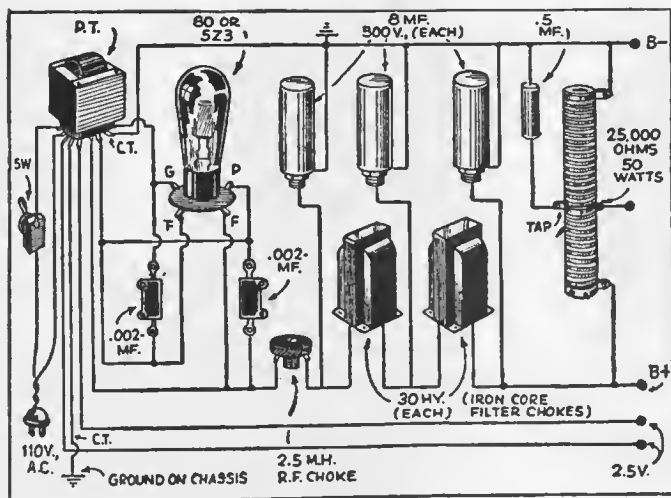 P.T.
80 OR
5Z3
8 MF.
500V., (EACH)
.5
MF.
B-
C.T.
G
P
F
F
SW
25,000
OHMS
50
WATTS
TAP
.002-
MF.
.002-
MF.
B+
30 HY. (IRON CORE
(EACH) FILTER CHOKES)
110V.,
A.C.
C.T.
GROUND ON CHASSIS
2.5 M.H.
R.F. CHOKE
2.5V.